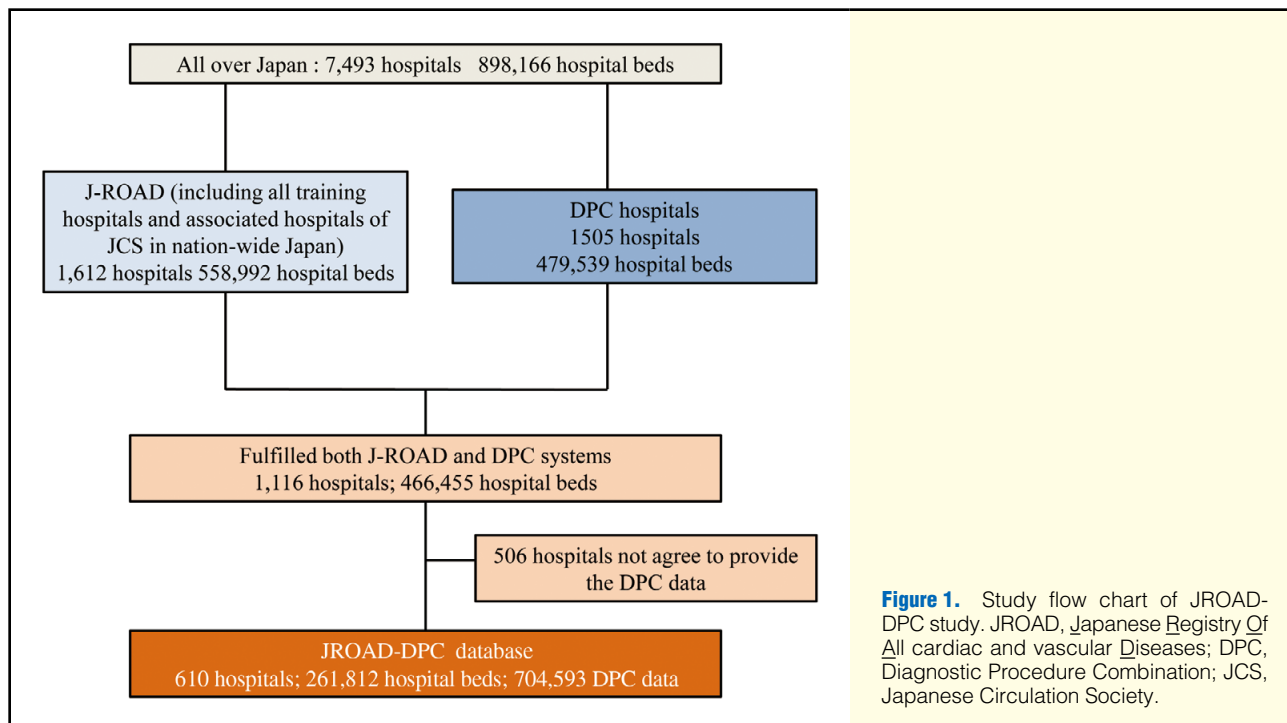 All over Japan : 7,493 hospitals 898,166 hospital beds
J-ROAD (including all training
hospitals and associated hospitals of
JCS in nation-wide Japan)
1,612 hospitals 558,992 hospital beds
DPC hospitals
1505 hospitals
479,539 hospital beds
Fulfilled both J-ROAD and DPC systems
1,116 hospitals; 466,455 hospital beds
506 hospitals not agree to provide
the DPC data
JROAD-DPC database
610 hospitals; 261,812 hospital beds; 704,593 DPC data
Figure 1. Study flow chart of JROAD-
DPC study. JROAD, Japanese Registry Of
All cardiac and vascular Diseases; DPC,
Diagnostic Procedure Combination; JCS,
Japanese Circulation Society.